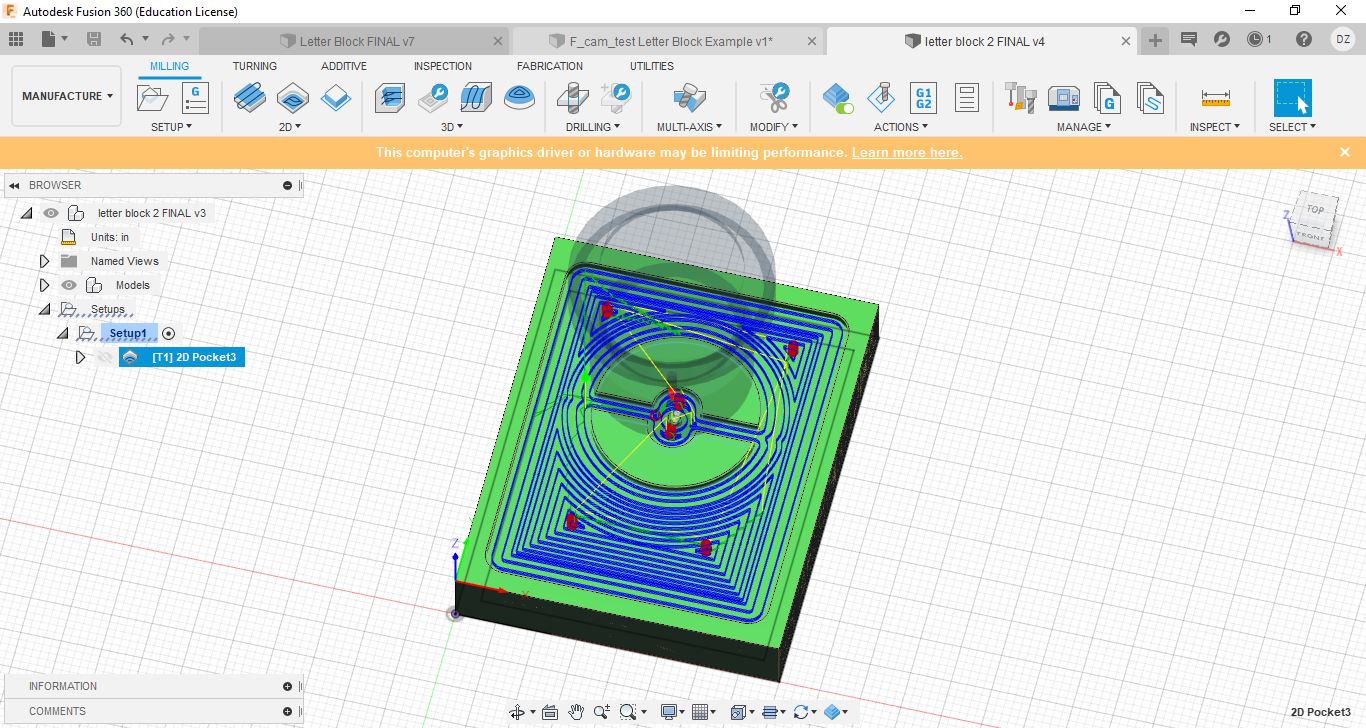 Autodesk Fusion 360 (Education License)
Letter Block FINAL v7
F_cam_test Letter Block Example v1*
letter block 2 FINAL v4
1
DZ
MILLING
TURNING
ADDITIVE
INSPECTION
FABRICATION
UTILITIES
MANUFACTURE
G
G1
G2
G
S
SETUP
2D
3D
DRILLING
MULTI-AXIS
MODIFY
ACTIONS
MANAGE
INSPECT
SELECT
This computer's graphics driver or hardware may be limiting performance. Learn more here.
BROWSER
letter block 2 FINAL v3
Units: in
Named Views
Models
Setups
Setup1
[T1] 2D Pocket3
TOP
FRONT
Z
X
Z
X
INFORMATION
COMMENTS
2D Pocket3